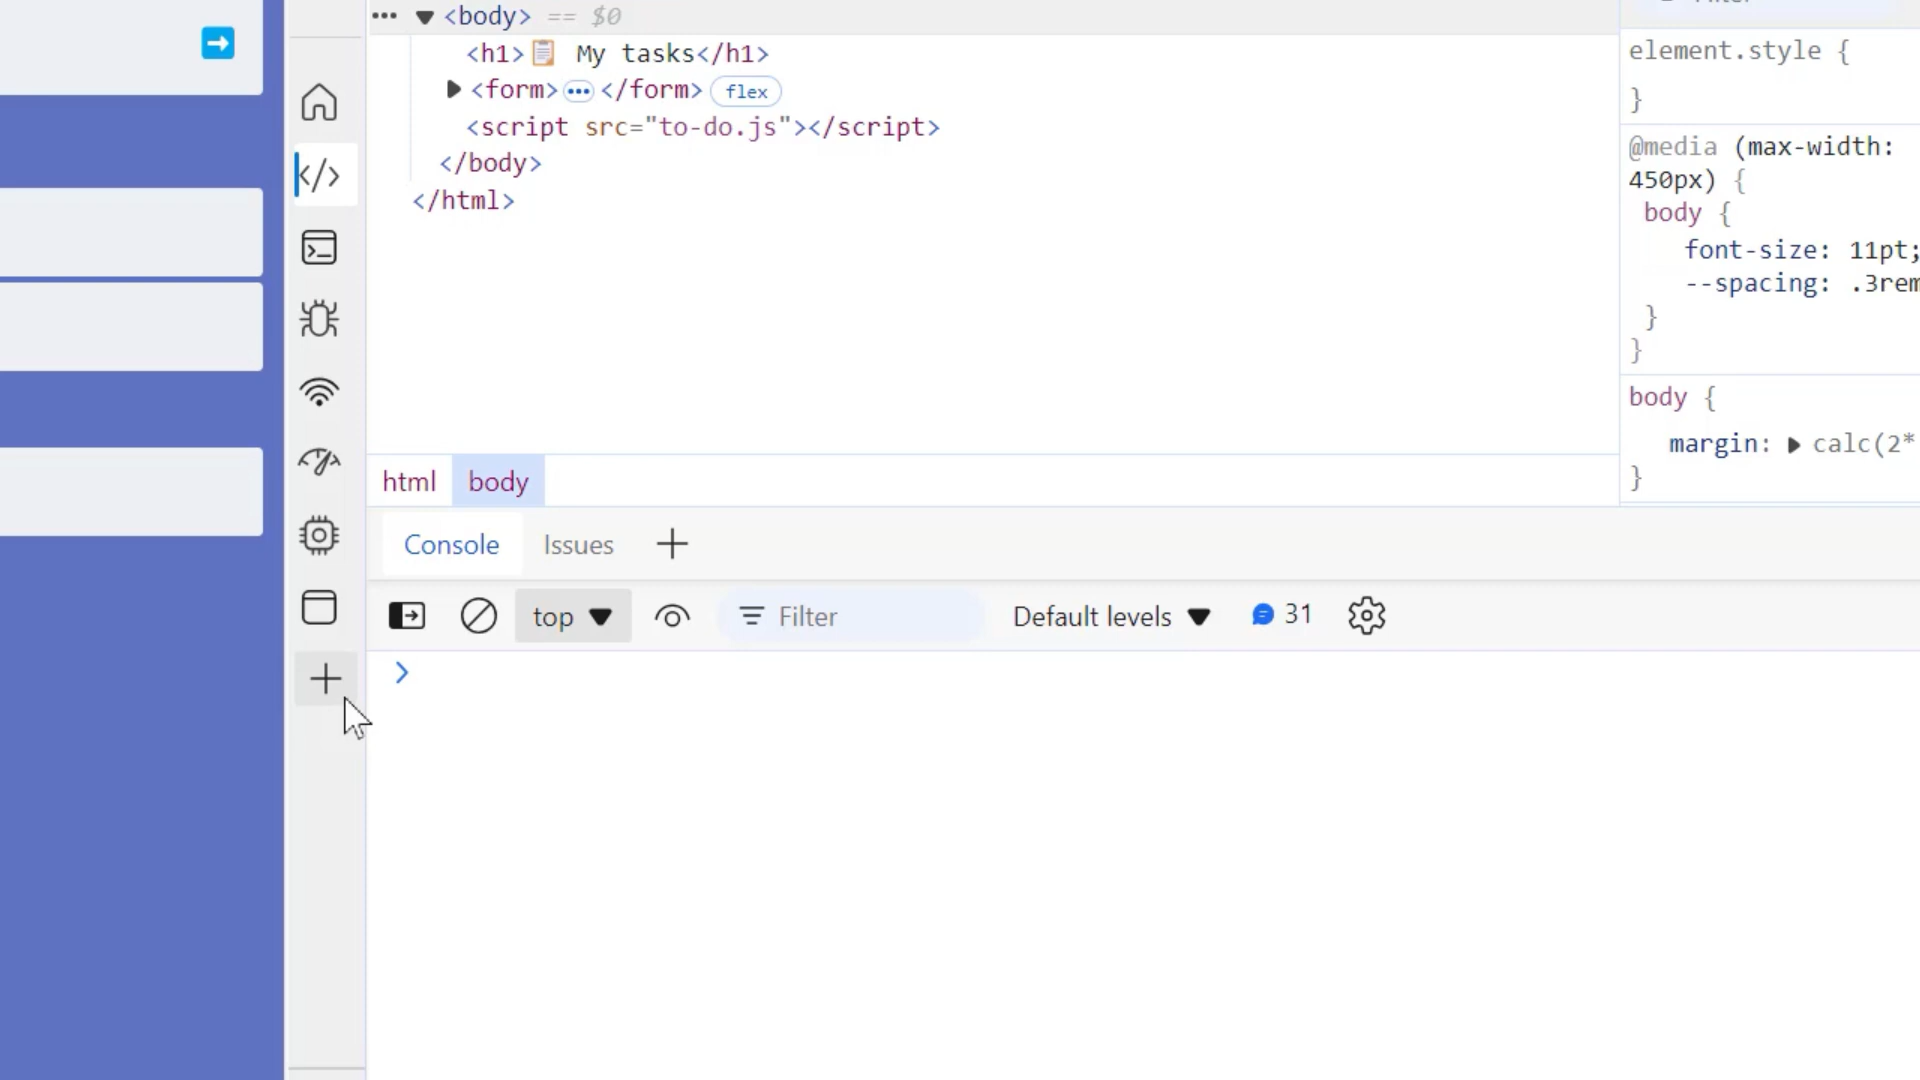 ••• ▼ <body> == $0
<h1>📋 My tasks</h1>
▶ <form> ••• </form> flex
<script src="to-do.js"></script>
</body>
</html>
html body
Console Issues +
top ▼ Filter Default levels ▼ 31
>
element.style {
}
@media (max-width:
450px) {
body {
font-size: 11pt;
--spacing: .3rem
}
}
body {
margin: ▶ calc(2*
}